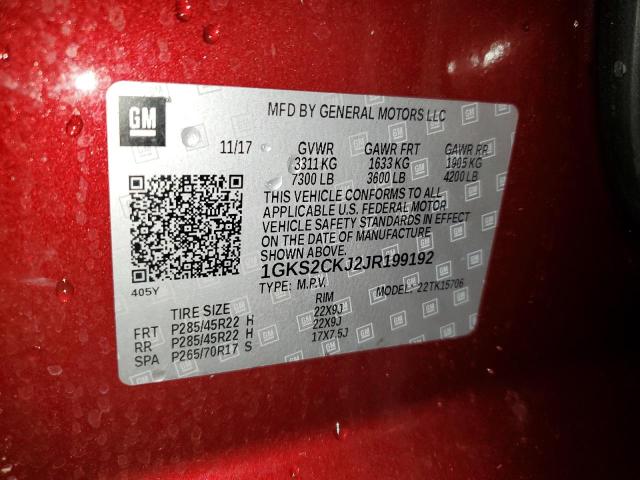 GM
MFD BY GENERAL MOTORS LLC
11/17 GVWR GAWR FRT GAWR RR
3311 KG 1633 KG 1905 KG
7300 LB 3600 LB 4200 LB
THIS VEHICLE CONFORMS TO ALL
APPLICABLE U.S. FEDERAL MOTOR
VEHICLE SAFETY STANDARDS IN EFFECT
ON THE DATE OF MANUFACTURE
SHOWN ABOVE.
405Y
1GKS2CKJ2JR199192
TYPE: M.P.V. MODEL: 22TK15706
TIRE SIZE RIM
FRT P285/45R22 H 22X9J
RR P285/45R22 H 22X9J
SPA P265/70R17 S 17X7.5J